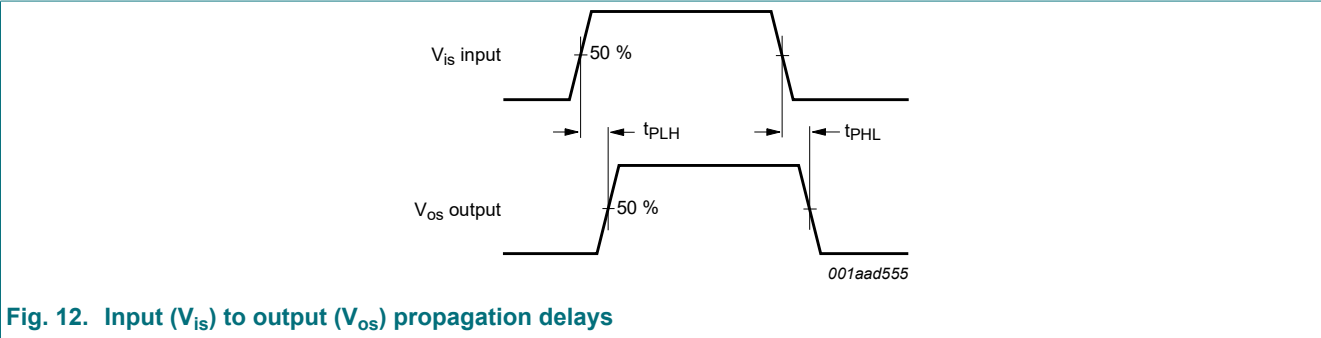 V_is input
50 %
t_PLH
t_PHL
V_os output
50 %
001aad555
Fig. 12. Input (V_is) to output (V_os) propagation delays